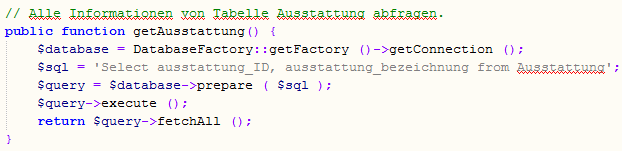 // Alle Informationen von Tabelle Ausstattung abfragen.
public function getAusstattung() {
$database = DatabaseFactory::getFactory ()->getConnection ();
$sql = 'Select ausstattung_ID, ausstattung_bezeichnung from Ausstattung';
$query = $database->prepare ( $sql );
$query->execute ();
return $query->fetchAll ();
}